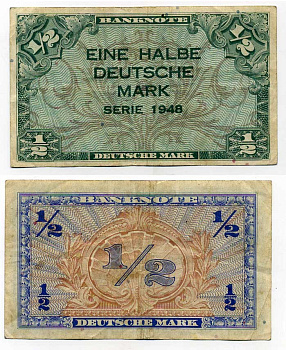 BANKNOTE
1/2 1/2
EINE HALBE
DEUTSCHE
MARK
SERIE 1948
1/2 1/2
DEUTSCHE MARK
BANKNOTE
1/2 1/2
1/2
1/2 1/2
DEUTSCHE MARK